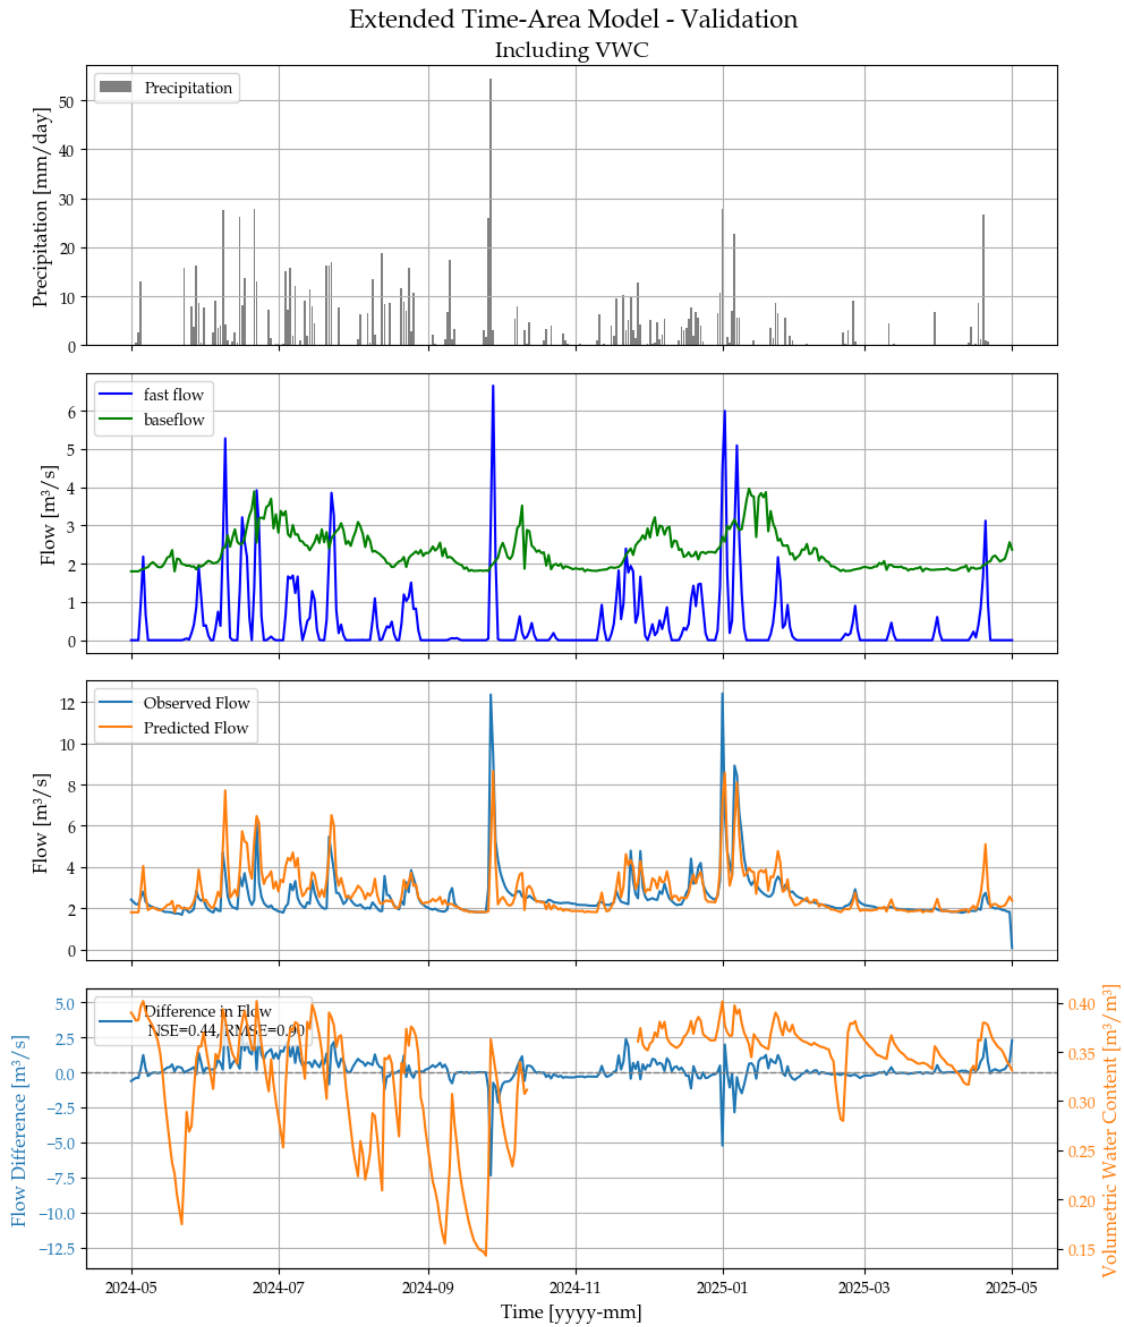 Extended Time-Area Model - Validation
Including VWC
Precipitation
Precipitation [mm/day]
50
40
30
20
10
0
fast flow
baseflow
Flow [m³/s]
6
5
4
3
2
1
0
Observed Flow
Predicted Flow
Flow [m³/s]
12
10
8
6
4
2
0
Difference in Flow
NSE=0.44, RMSE=0.90
Flow Difference [m³/s]
5.0
2.5
0.0
−2.5
−5.0
−7.5
−10.0
−12.5
Volumetric Water Content [m³/m³]
0.40
0.35
0.30
0.25
0.20
0.15
2024-05 2024-07 2024-09 2024-11 2025-01 2025-03 2025-05
Time [yyyy-mm]